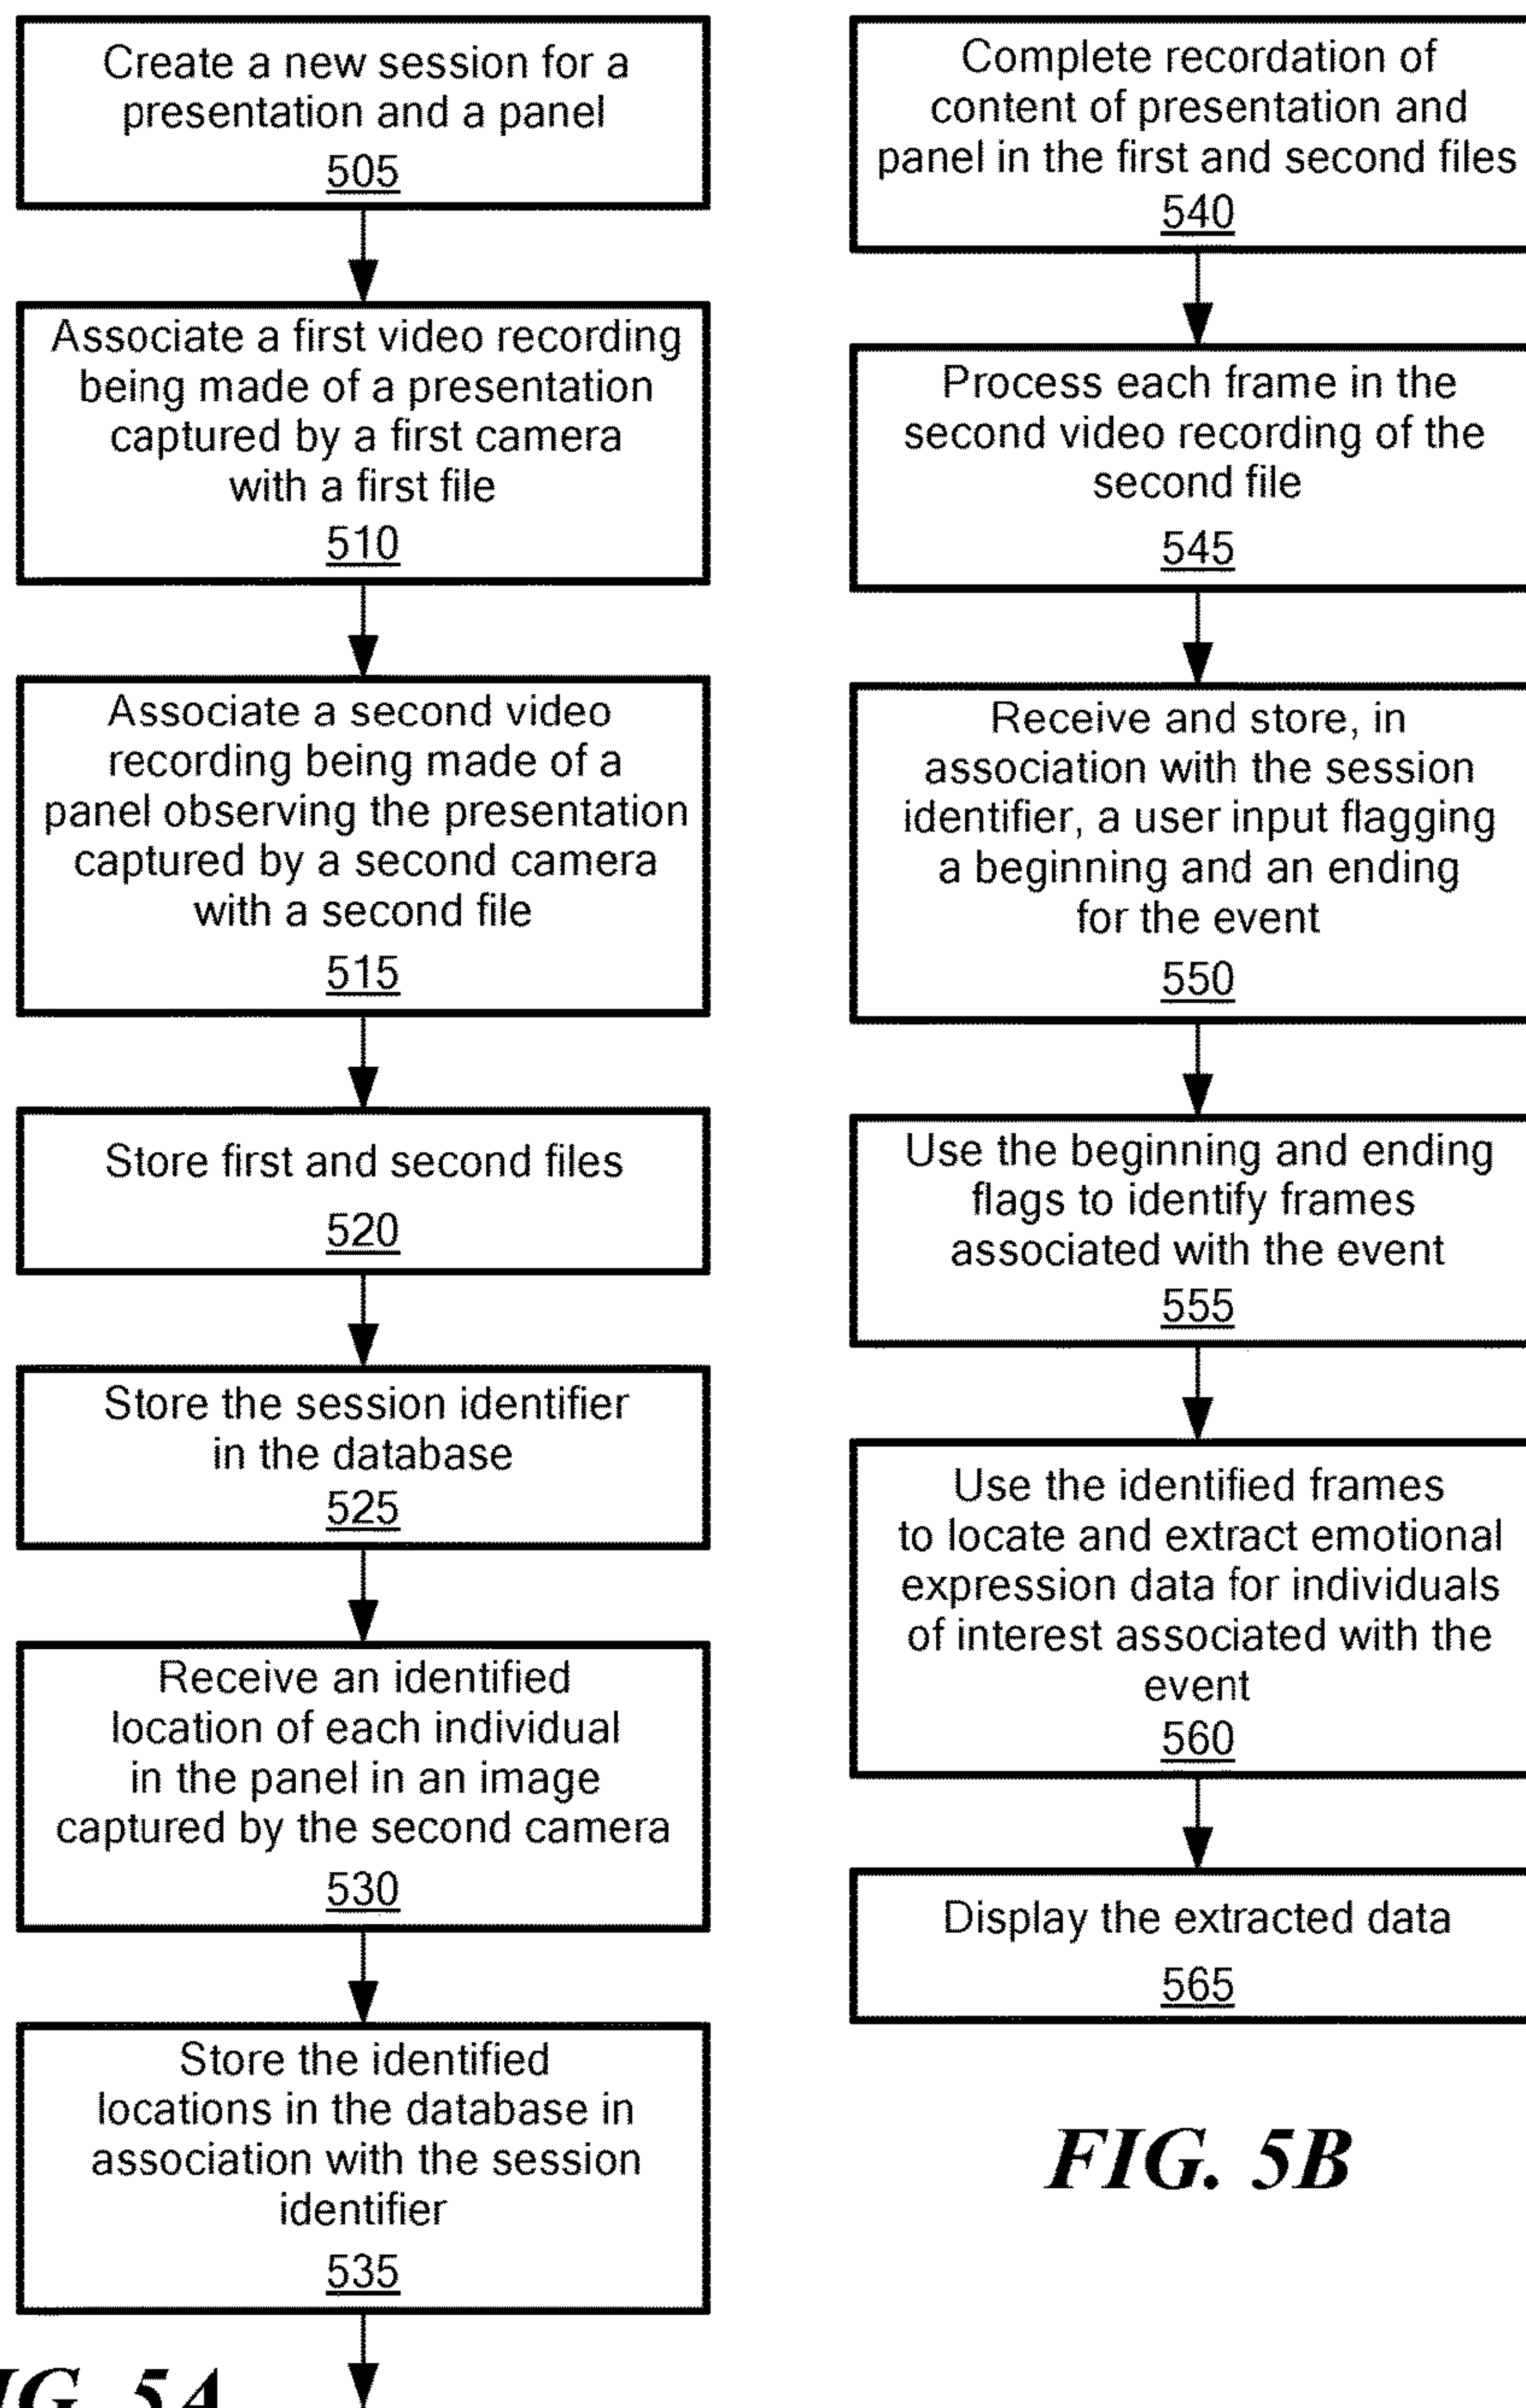 Create a new session for a
presentation and a panel
505
Associate a first video recording
being made of a presentation
captured by a first camera
with a first file
510
Associate a second video
recording being made of a
panel observing the presentation
captured by a second camera
with a second file
515
Store first and second files
520
Store the session identifier
in the database
525
Receive an identified
location of each individual
in the panel in an image
captured by the second camera
530
Store the identified
locations in the database in
association with the session
identifier
535
5A
Complete recordation of
content of presentation and
panel in the first and second files
540
Process each frame in the
second video recording of the
second file
545
Receive and store, in
association with the session
identifier, a user input flagging
a beginning and an ending
for the event
550
Use the beginning and ending
flags to identify frames
associated with the event
555
Use the identified frames
to locate and extract emotional
expression data for individuals
of interest associated with the
event
560
Display the extracted data
565
FIG. 5B